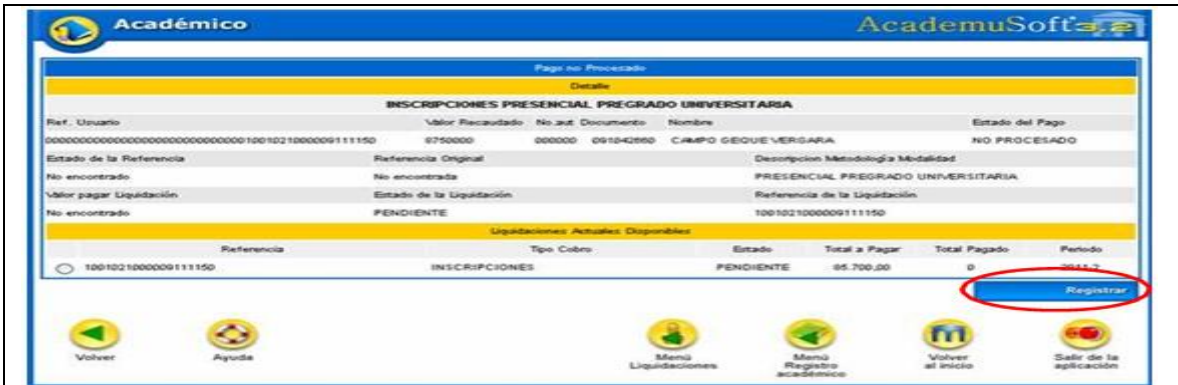 Académico AcademuSoft 3.2
Pago no Procesado
Detalle
INSCRIPCIONES PRESENCIAL PREGRADO UNIVERSITARIA
Ref. Usuario Valor Recaudado No.aut Documento Nombre Estado del Pago
000000 CAMPO GEQUE VERGARA NO PROCESADO
Estado de la Referencia Referencia Original Descripcion Metodología Modalidad
No encontrado No encontrada PRESENCIAL PREGRADO UNIVERSITARIA
Valor pagar Liquidación Estado de la Liquidación Referencia de la Liquidación
No encontrado PENDIENTE 1001021000009111150
Liquidaciones Actuales Disponibles
Referencia Tipo Cobro Estado Total a Pagar Total Pagado Periodo
1001021000009111150 INSCRIPCIONES PENDIENTE 0 2011-2
Registrar
Volver Ayuda Menú Liquidaciones Menú Registro académico Volver al inicio Salir de la aplicación